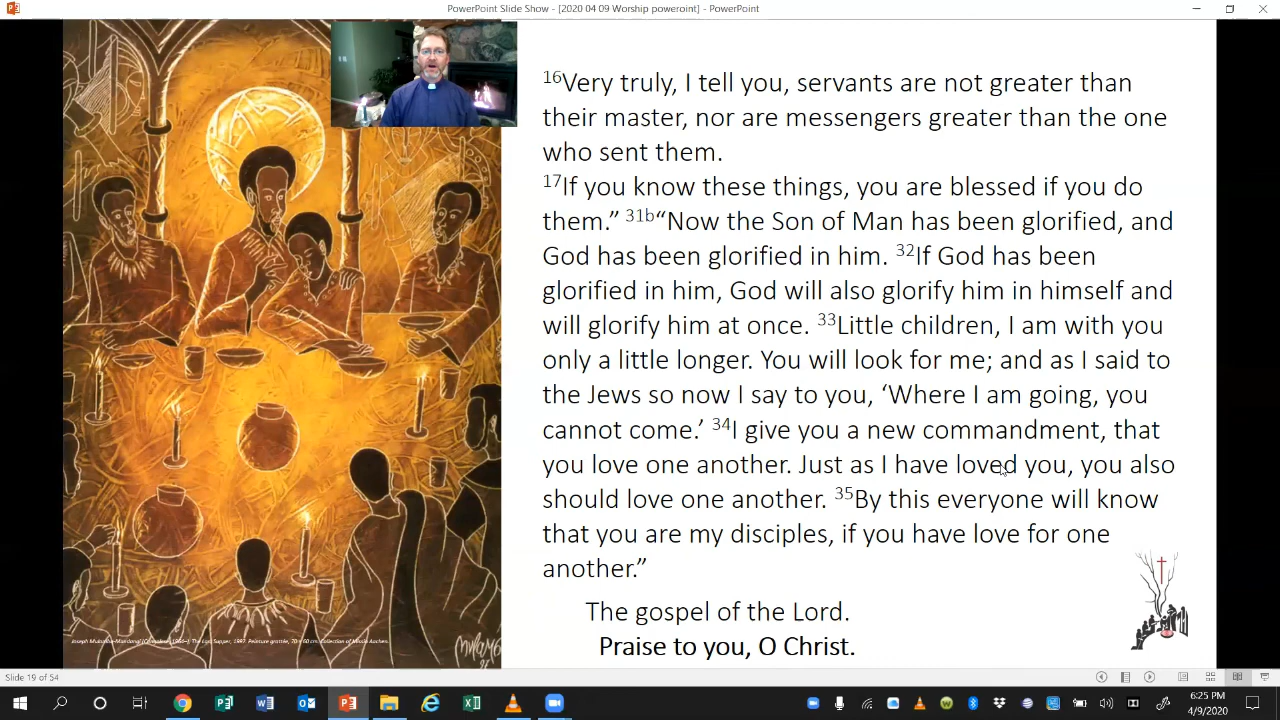 PowerPoint Slide Show - [2020 04 09 Worship poweroint] - PowerPoint
16Very truly, I tell you, servants are not greater than
their master, nor are messengers greater than the one
who sent them.
17If you know these things, you are blessed if you do
them.” 31b“Now the Son of Man has been glorified, and
God has been glorified in him. 32If God has been
glorified in him, God will also glorify him in himself and
will glorify him at once. 33Little children, I am with you
only a little longer. You will look for me; and as I said to
the Jews so now I say to you, ‘Where I am going, you
cannot come.’ 34I give you a new commandment, that
you love one another. Just as I have loved you, you also
should love one another. 35By this everyone will know
that you are my disciples, if you have love for one
another.”
The gospel of the Lord.
Praise to you, O Christ.
The Lord Supper, 1997.
Slide 19 of 54
6:25 PM
4/9/2020